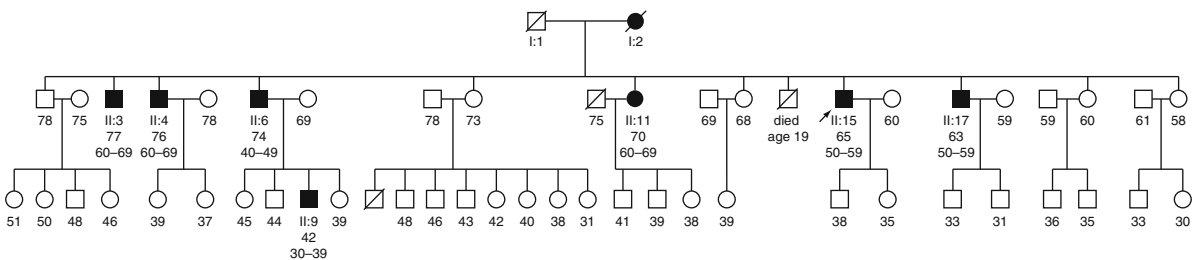 I:1 I:2
78 75 II:3 II:4 78 II:6 69 78 73 75 II:11 69 68 died II:15 60 II:17 59 59 60 61 58
77 76 74 70 age 19 65 63
60–69 60–69 40–49 60–69 50–59 50–59
51 50 48 46 39 37 45 44 II:9 39 48 46 43 42 40 38 31 41 39 38 39 38 35 33 31 36 35 33 30
42
30–39